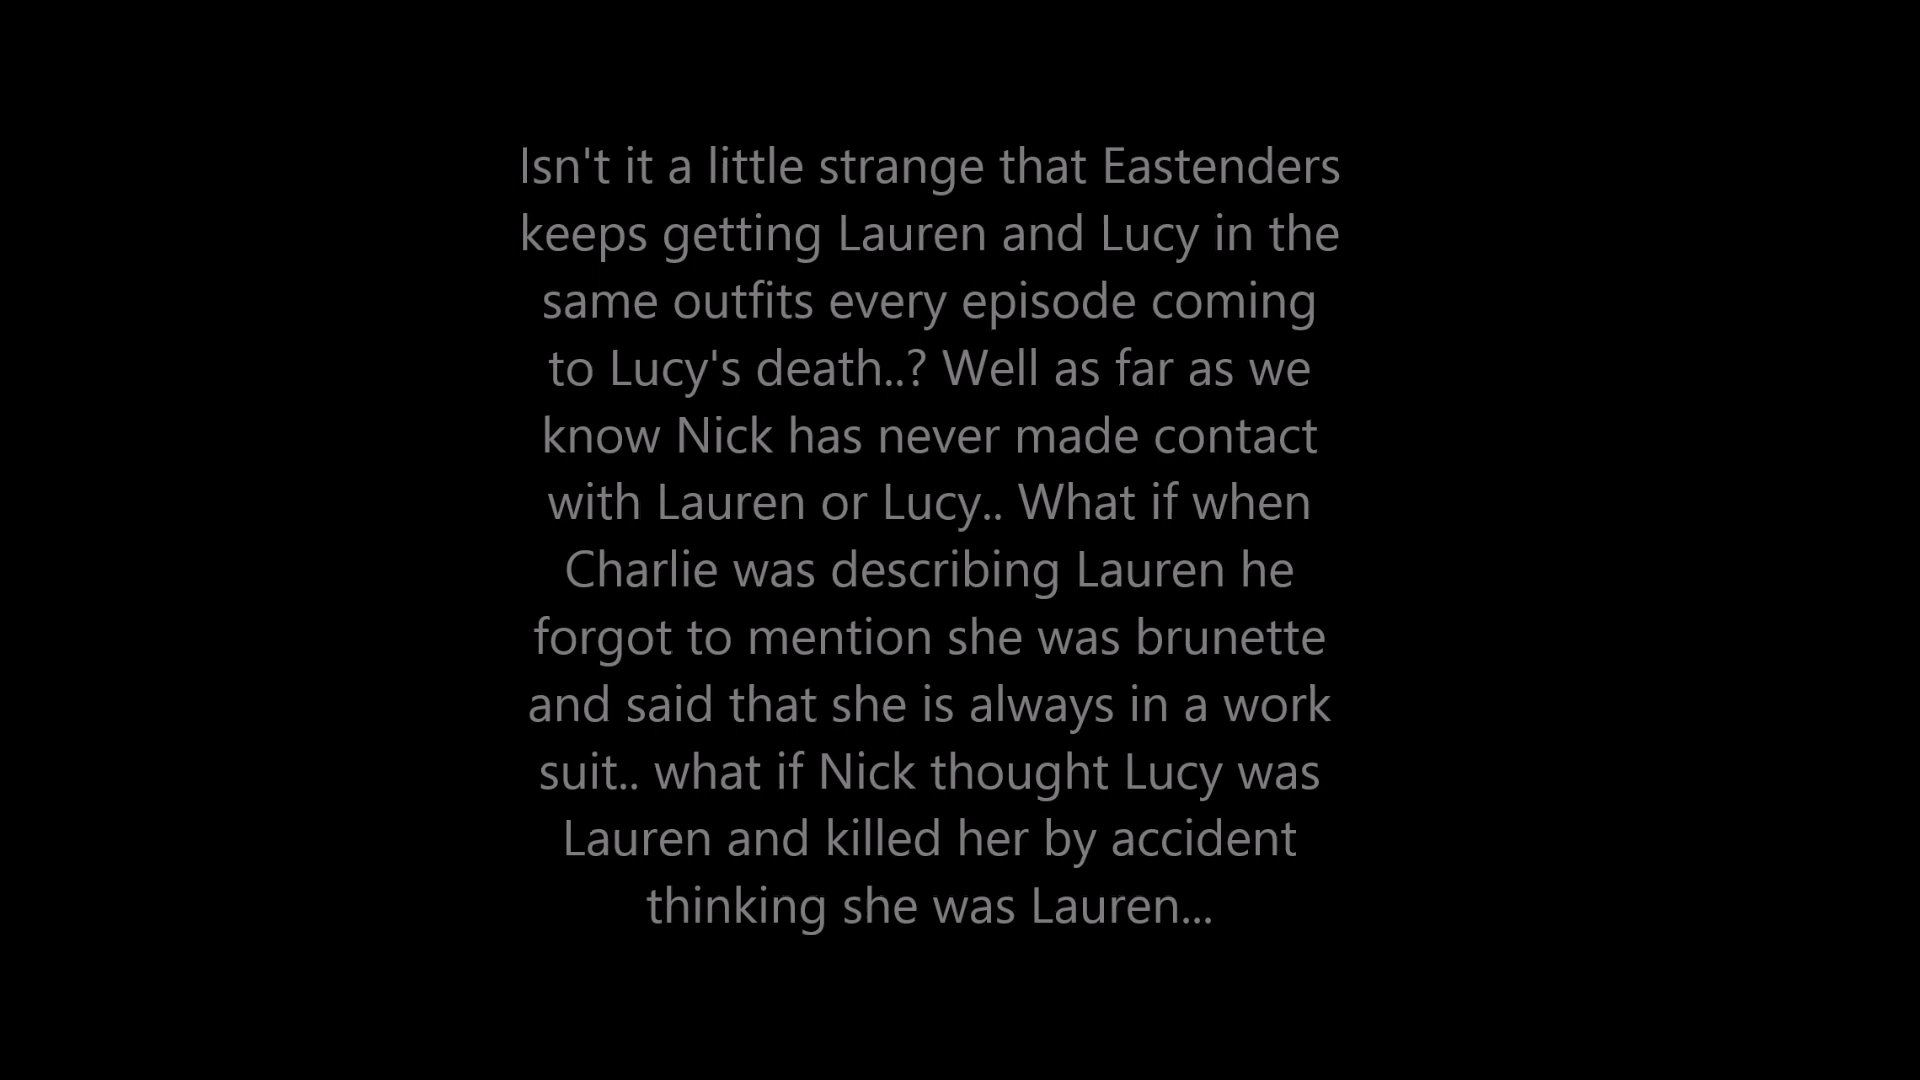 Isn't it a little strange that Eastenders
keeps getting Lauren and Lucy in the
same outfits every episode coming
to Lucy's death..? Well as far as we
know Nick has never made contact
with Lauren or Lucy.. What if when
Charlie was describing Lauren he
forgot to mention she was brunette
and said that she is always in a work
suit.. what if Nick thought Lucy was
Lauren and killed her by accident
thinking she was Lauren...